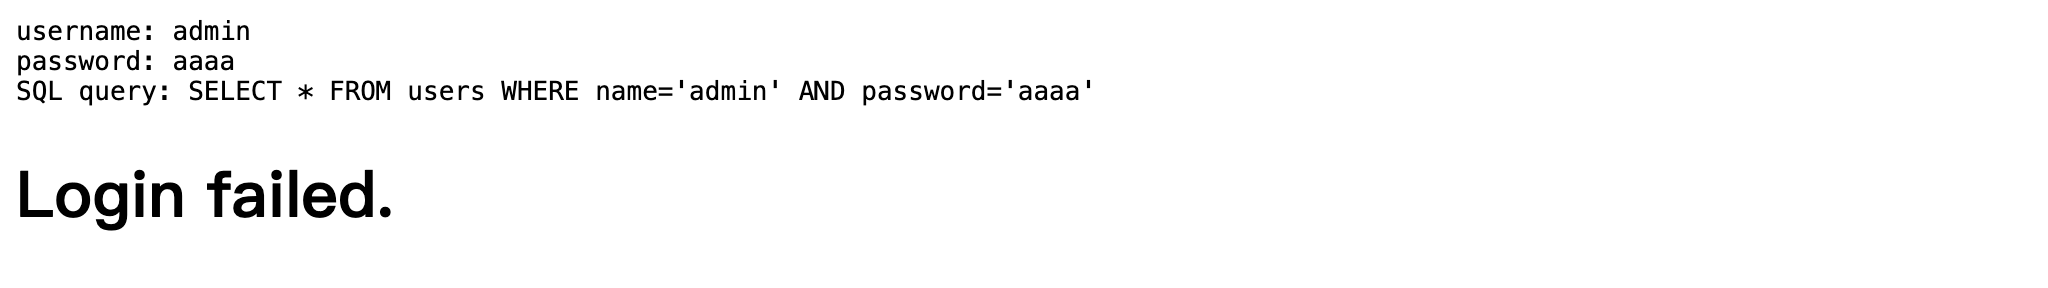 username: admin
password: aaaa
SQL query: SELECT * FROM users WHERE name='admin' AND password='aaaa'
Login failed.